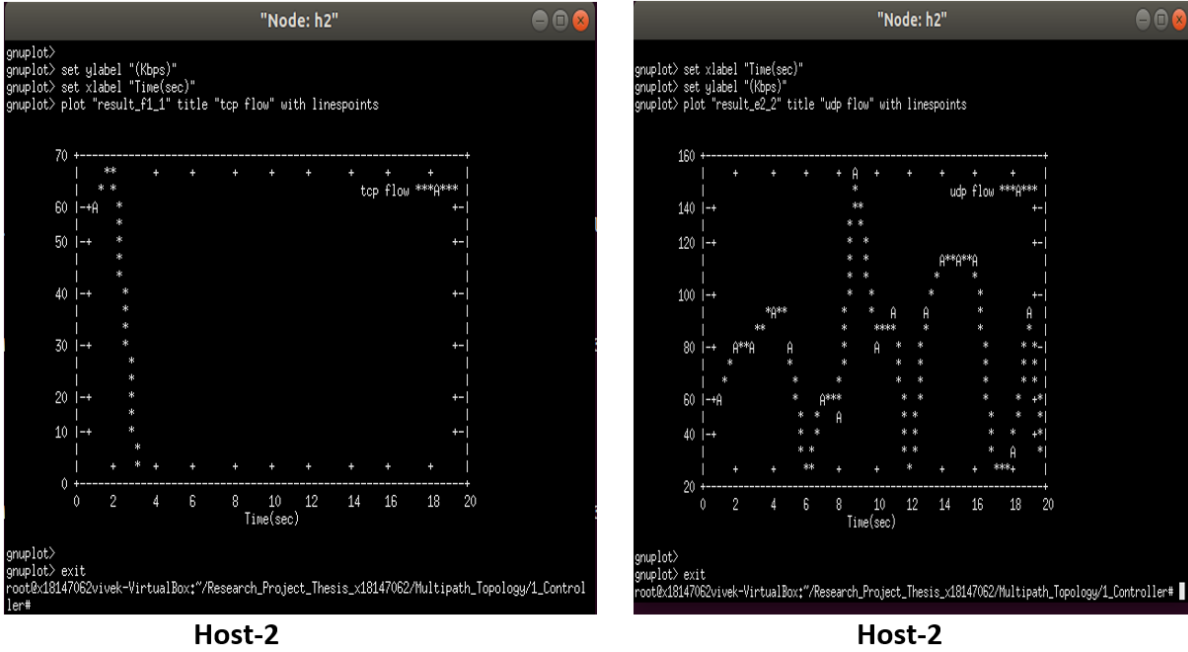 "Node: h2"
gnuplot>
gnuplot> set ylabel "(Kbps)"
gnuplot> set xlabel "Time(sec)"
gnuplot> plot "result_f1_1" title "tcp flow" with linespoints
70
tcp flow ***A***
60
50
40
30
20
10
0
0 2 4 6 8 10 12 14 16 18 20
Time(sec)
gnuplot>
gnuplot> exit
root@x18147062vivek-VirtualBox:~/Research_Project_Thesis_x18147062/Multipath_Topology/1_Control
ler#
Host-2
"Node: h2"
gnuplot> set xlabel "Time(sec)"
gnuplot> set ylabel "(Kbps)"
gnuplot> plot "result_e2_2" title "udp flow" with linespoints
160
udp flow ***A***
140
120
100
80
60
40
20
0 2 4 6 8 10 12 14 16 18 20
Time(sec)
gnuplot>
gnuplot> exit
root@x18147062vivek-VirtualBox:~/Research_Project_Thesis_x18147062/Multipath_Topology/1_Controller#
Host-2